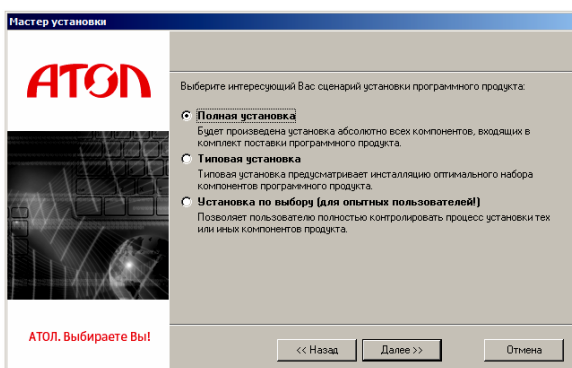 Мастер установки
АТОЛ
Выберите интересующий Вас сценарий установки программного продукта:
Полная установка
Будет произведена установка абсолютно всех компонентов, входящих в
комплект поставки программного продукта.
Типовая установка
Типовая установка предусматривает инсталляцию оптимального набора
компонентов программного продукта.
Установка по выбору (для опытных пользователей!)
Позволяет пользователю полностью контролировать процесс установки тех
или иных компонентов продукта.
АТОЛ. Выбираете Вы!
<< Назад
Далее >>
Отмена